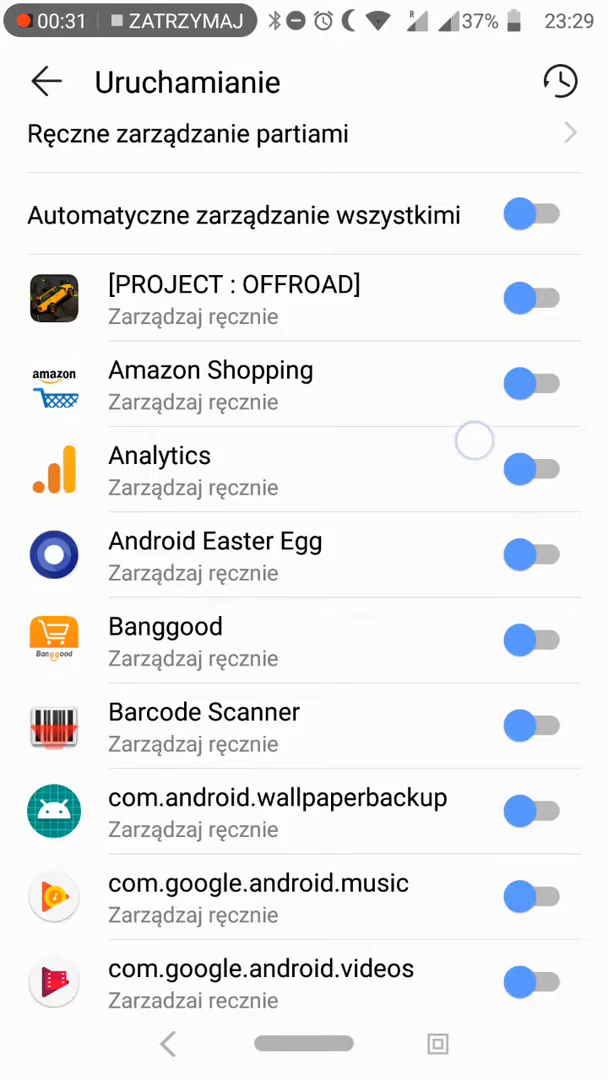 00:31 ZATRZYMAJ 37% 23:29
Uruchamianie
Ręczne zarządzanie partiami
Automatyczne zarządzanie wszystkimi
[PROJECT : OFFROAD]
Zarządzaj ręcznie
amazon
Amazon Shopping
Zarządzaj ręcznie
Analytics
Zarządzaj ręcznie
Android Easter Egg
Zarządzaj ręcznie
Banggood
Banggood
Zarządzaj ręcznie
Barcode Scanner
Zarządzaj ręcznie
com.android.wallpaperbackup
Zarządzaj ręcznie
com.google.android.music
Zarządzaj ręcznie
com.google.android.videos
Zarządzaj ręcznie